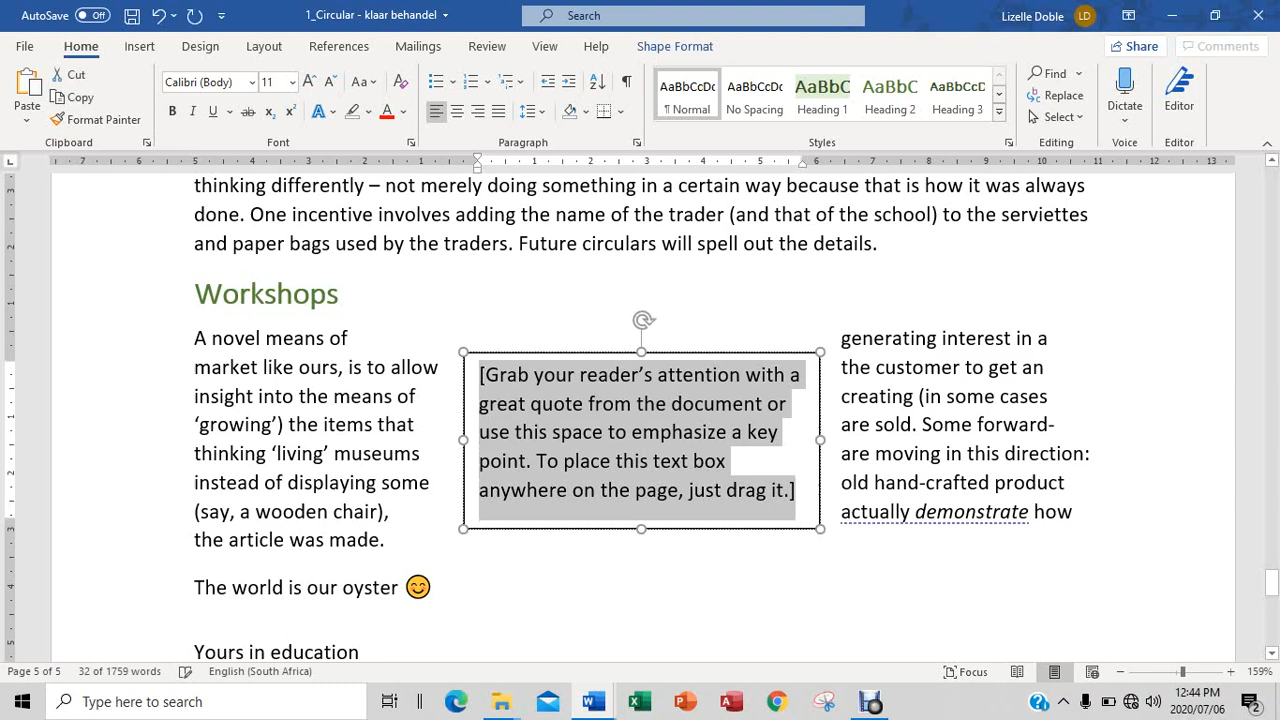 AutoSave Off 1_Circular - klaar behandel Search Lizelle Doble LD
File Home Insert Design Layout References Mailings Review View Help Shape Format Share Comments
Paste Cut Copy Format Painter
Calibri (Body) 11
AaBbCcDc AaBbCcDc AaBbC AaBbC AaBbCcD
¶ Normal No Spacing Heading 1 Heading 2 Heading 3
Find Replace Select Dictate Editor
Clipboard Font Paragraph Styles Voice Editor
thinking differently – not merely doing something in a certain way because that is how it was always
done. One incentive involves adding the name of the trader (and that of the school) to the serviettes
and paper bags used by the traders. Future circulars will spell out the details.
Workshops
A novel means of generating interest in a
market like ours, is to allow the customer to get an
insight into the means of creating (in some cases
‘growing’) the items that are sold. Some forward-
thinking ‘living’ museums are moving in this direction:
instead of displaying some old hand-crafted product
(say, a wooden chair), actually demonstrate how
the article was made.
[Grab your reader’s attention with a
great quote from the document or
use this space to emphasize a key
point. To place this text box
anywhere on the page, just drag it.]
The world is our oyster 😊
Yours in education
Page 5 of 5 32 of 1759 words English (South Africa) Focus 159%
Type here to search 12:44 PM
2020/07/06 2